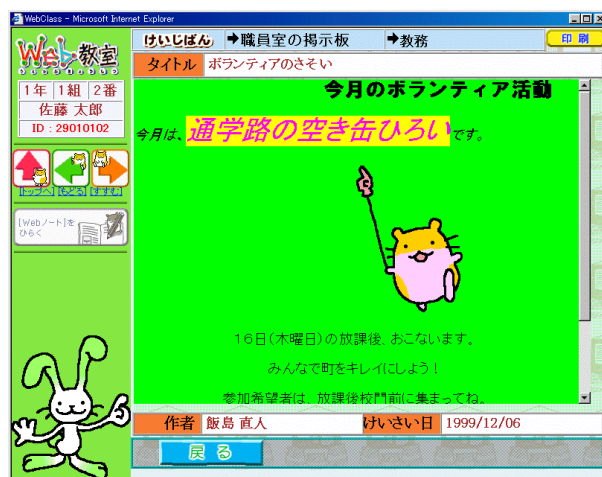 WebClass - Microsoft Internet Explorer
Web教室
けいじばん ➡職員室の掲示板 ➡教務 印刷
タイトル ボランティアのさそい
1年 1組 2番
佐藤 太郎
ID : 29010102
[トップへ] [もどる] [すすむ]
[Webノート]を
ひらく
今月のボランティア活動
今月は、通学路の空き缶ひろいです。
16日(木曜日)の放課後、おこないます。
みんなで町をキレイにしよう!
参加希望者は、放課後校門前に集まってね。
作者 飯島 直人 けいさい日 1999/12/06
戻る